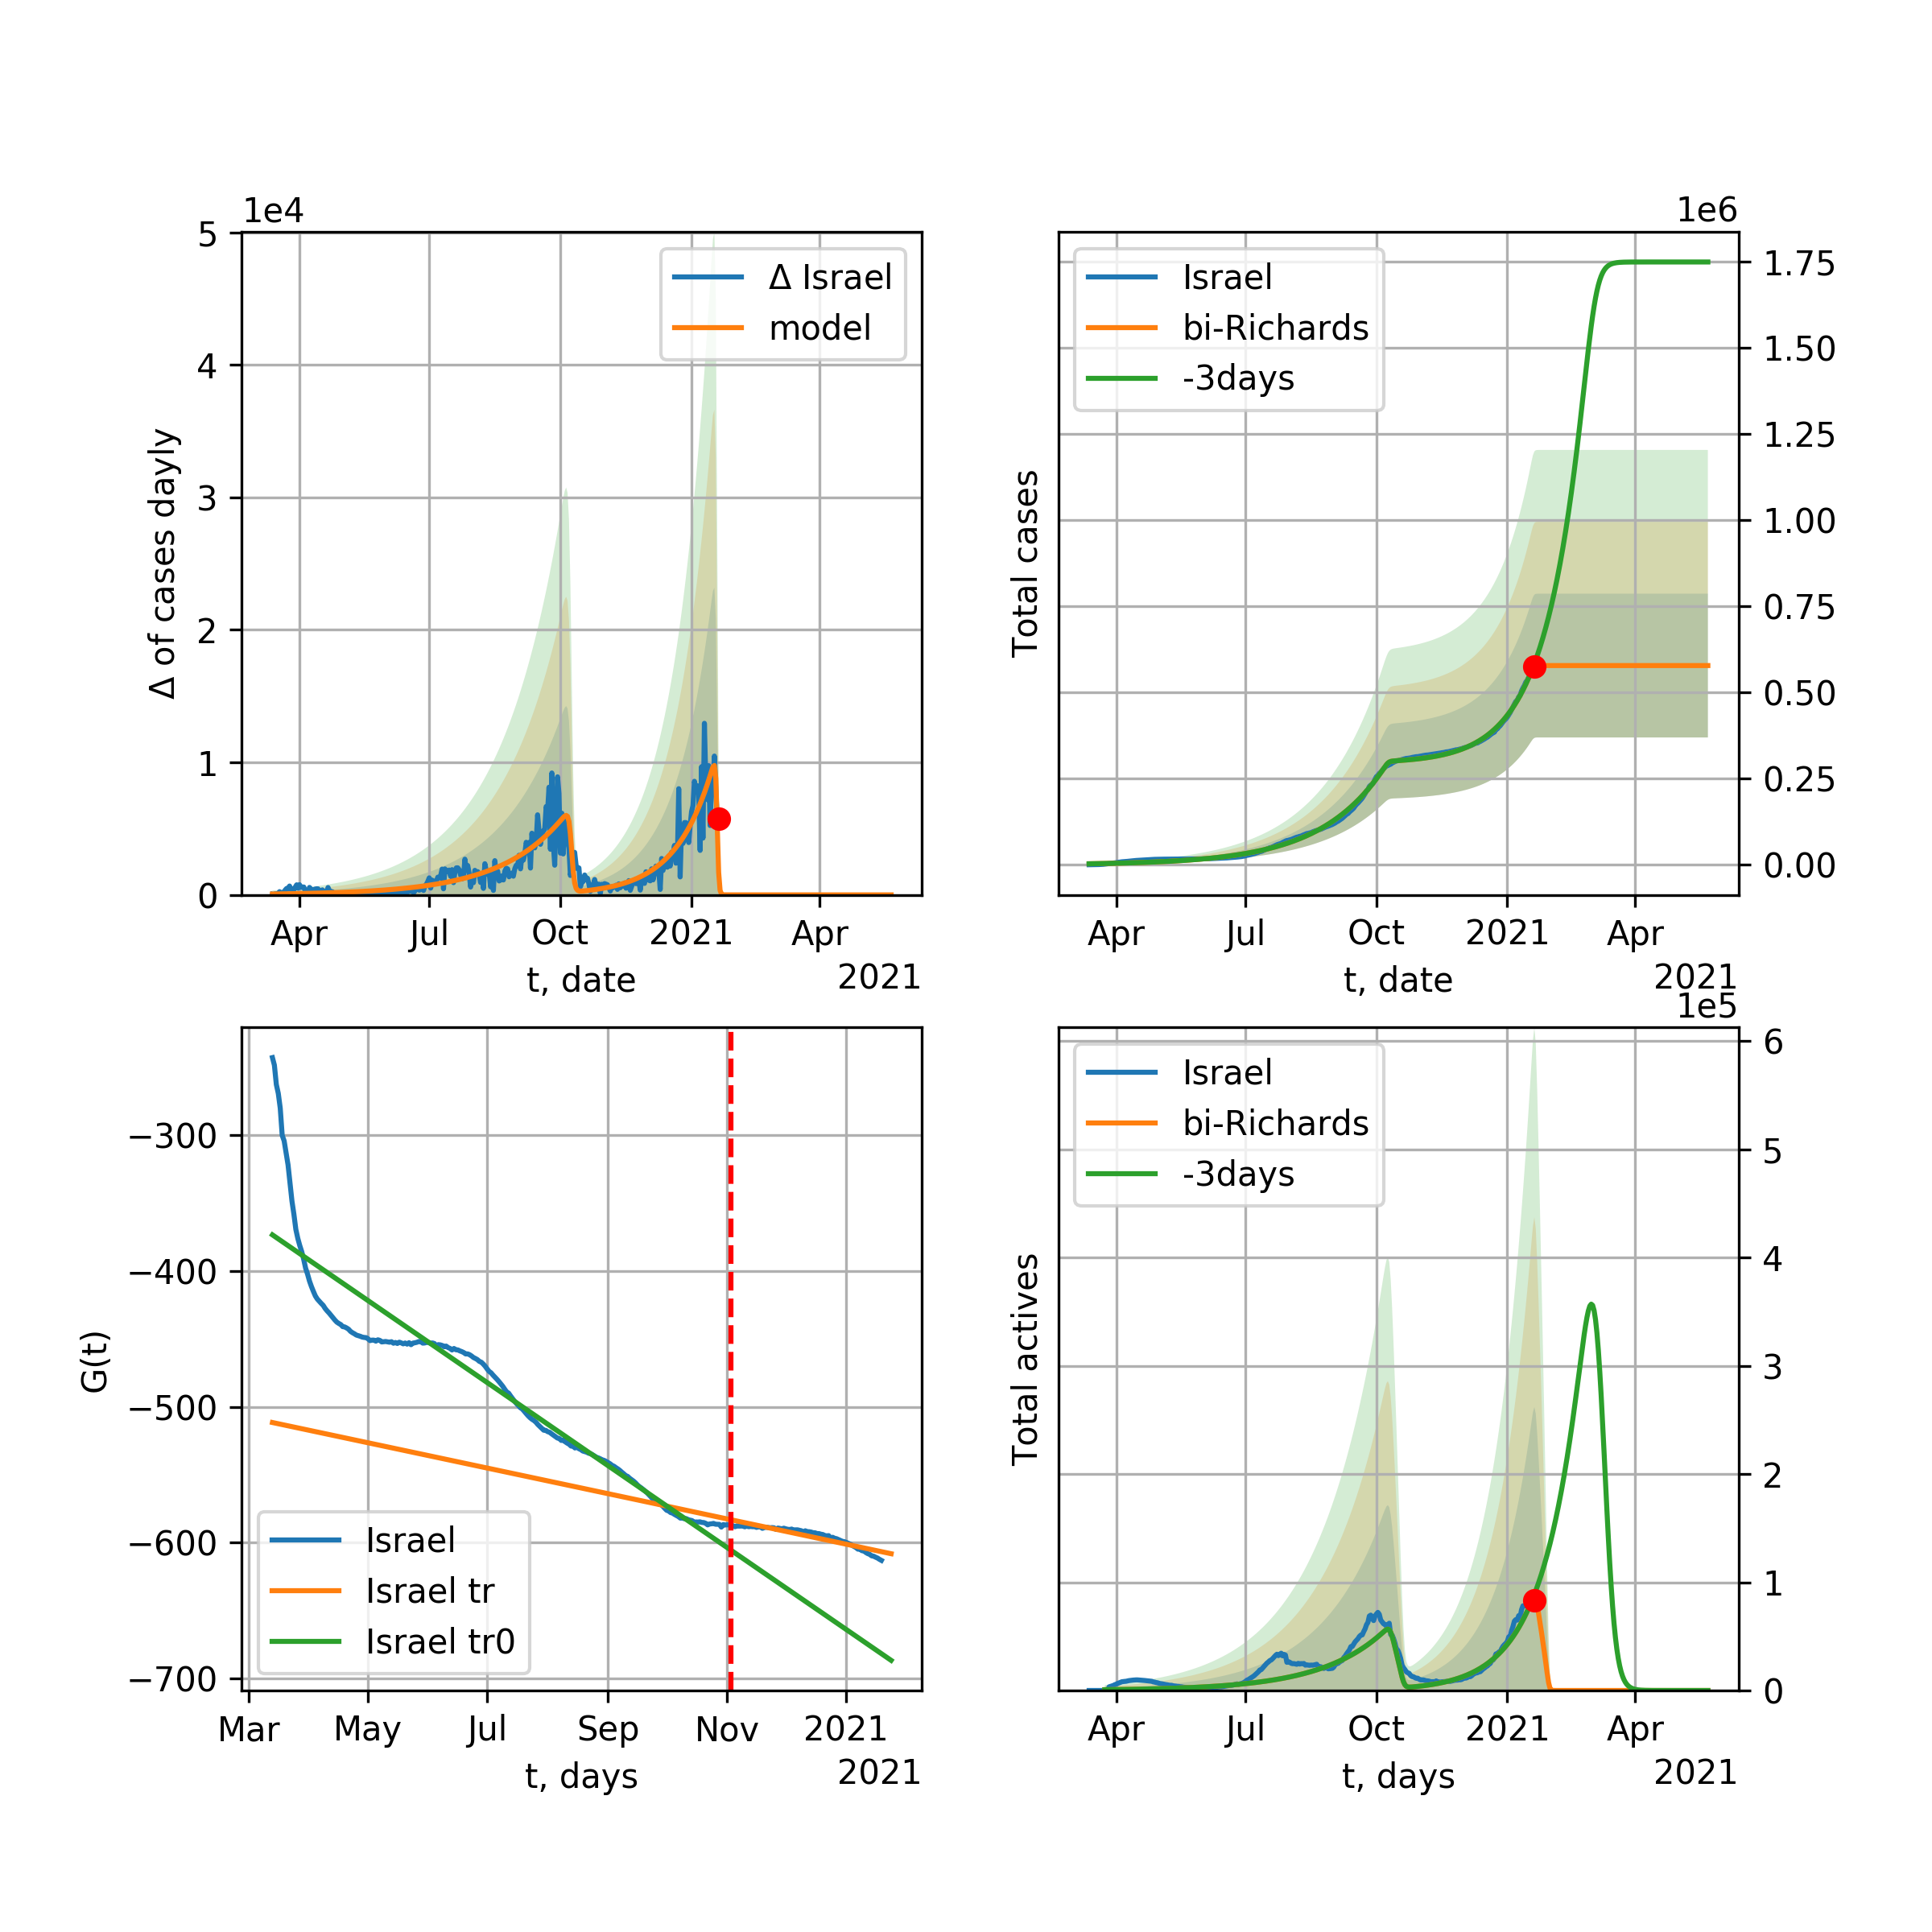 1e4
5
4
3
2
1
0
Δ of cases dayly
Δ Israel
model
Apr
Jul
Oct
2021
Apr
t, date
2021
1e6
1.75
1.50
1.25
1.00
0.75
0.50
0.25
0.00
Total cases
Israel
bi-Richards
-3days
Apr
Jul
Oct
2021
Apr
t, date
2021
−300
−400
−500
−600
−700
G(t)
Israel
Israel tr
Israel tr0
Mar
May
Jul
Sep
Nov
2021
t, days
2021
1e5
6
5
4
3
2
1
0
Total actives
Israel
bi-Richards
-3days
Apr
Jul
Oct
2021
Apr
t, days
2021